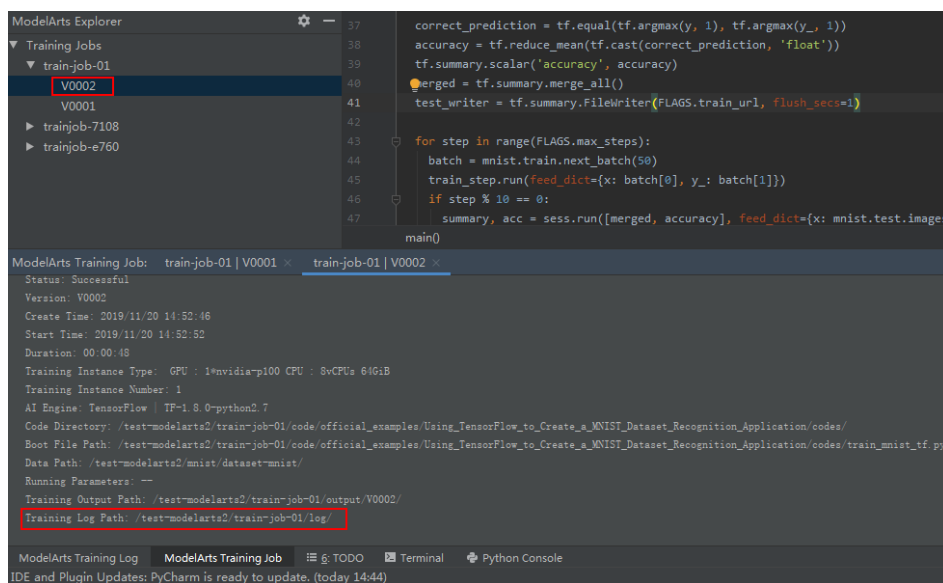 ModelArts Explorer
Training Jobs
train-job-01
V0002
V0001
trainjob-7108
trainjob-e760
37 correct_prediction = tf.equal(tf.argmax(y, 1), tf.argmax(y_, 1))
38 accuracy = tf.reduce_mean(tf.cast(correct_prediction, 'float'))
39 tf.summary.scalar('accuracy', accuracy)
40 merged = tf.summary.merge_all()
41 test_writer = tf.summary.FileWriter(FLAGS.train_url, flush_secs=1)
42
43 for step in range(FLAGS.max_steps):
44 batch = mnist.train.next_batch(50)
45 train_step.run(feed_dict={x: batch[0], y_: batch[1]})
46 if step % 10 == 0:
47 summary, acc = sess.run([merged, accuracy], feed_dict={x: mnist.test.images
main()
ModelArts Training Job: train-job-01 | V0001 × train-job-01 | V0002 ×
Status: Successful
Version: V0002
Create Time: 2019/11/20 14:52:46
Start Time: 2019/11/20 14:52:52
Duration: 00:00:48
Training Instance Type: GPU : 1*nvidia-p100 CPU : 8vCPUs 64GiB
Training Instance Number: 1
AI Engine: TensorFlow | TF-1.8.0-python2.7
Code Directory: /test-modelarts2/train-job-01/code/official_examples/Using_TensorFlow_to_Create_a_MNIST_Dataset_Recognition_Application/codes/
Boot File Path: /test-modelarts2/train-job-01/code/official_examples/Using_TensorFlow_to_Create_a_MNIST_Dataset_Recognition_Application/codes/train_mnist_tf.py
Data Path: /test-modelarts2/mnist/dataset-mnist/
Running Parameters: --
Training Output Path: /test-modelarts2/train-job-01/output/V0002/
Training Log Path: /test-modelarts2/train-job-01/log/
ModelArts Training Log ModelArts Training Job 6: TODO Terminal Python Console
IDE and Plugin Updates: PyCharm is ready to update. (today 14:44)